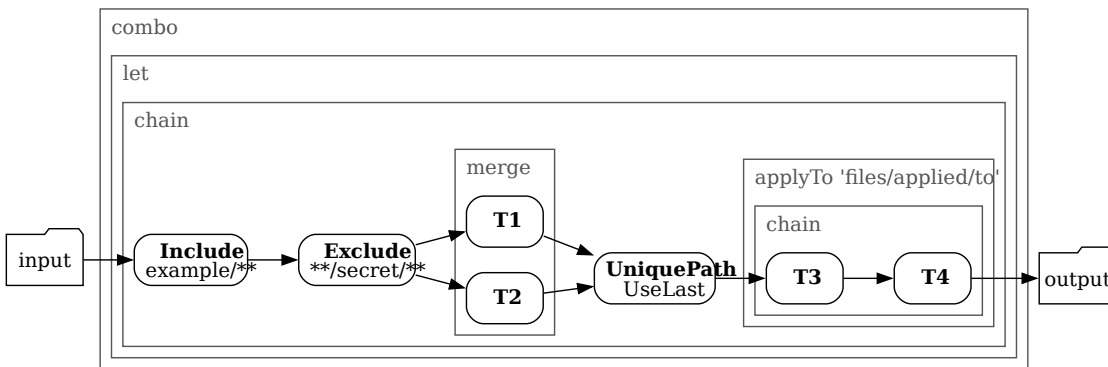 combo
let
chain
merge
applyTo 'files/applied/to'
chain
input
Include
example/**
Exclude
**/secret/**
T1
T2
UniquePath
UseLast
T3
T4
output